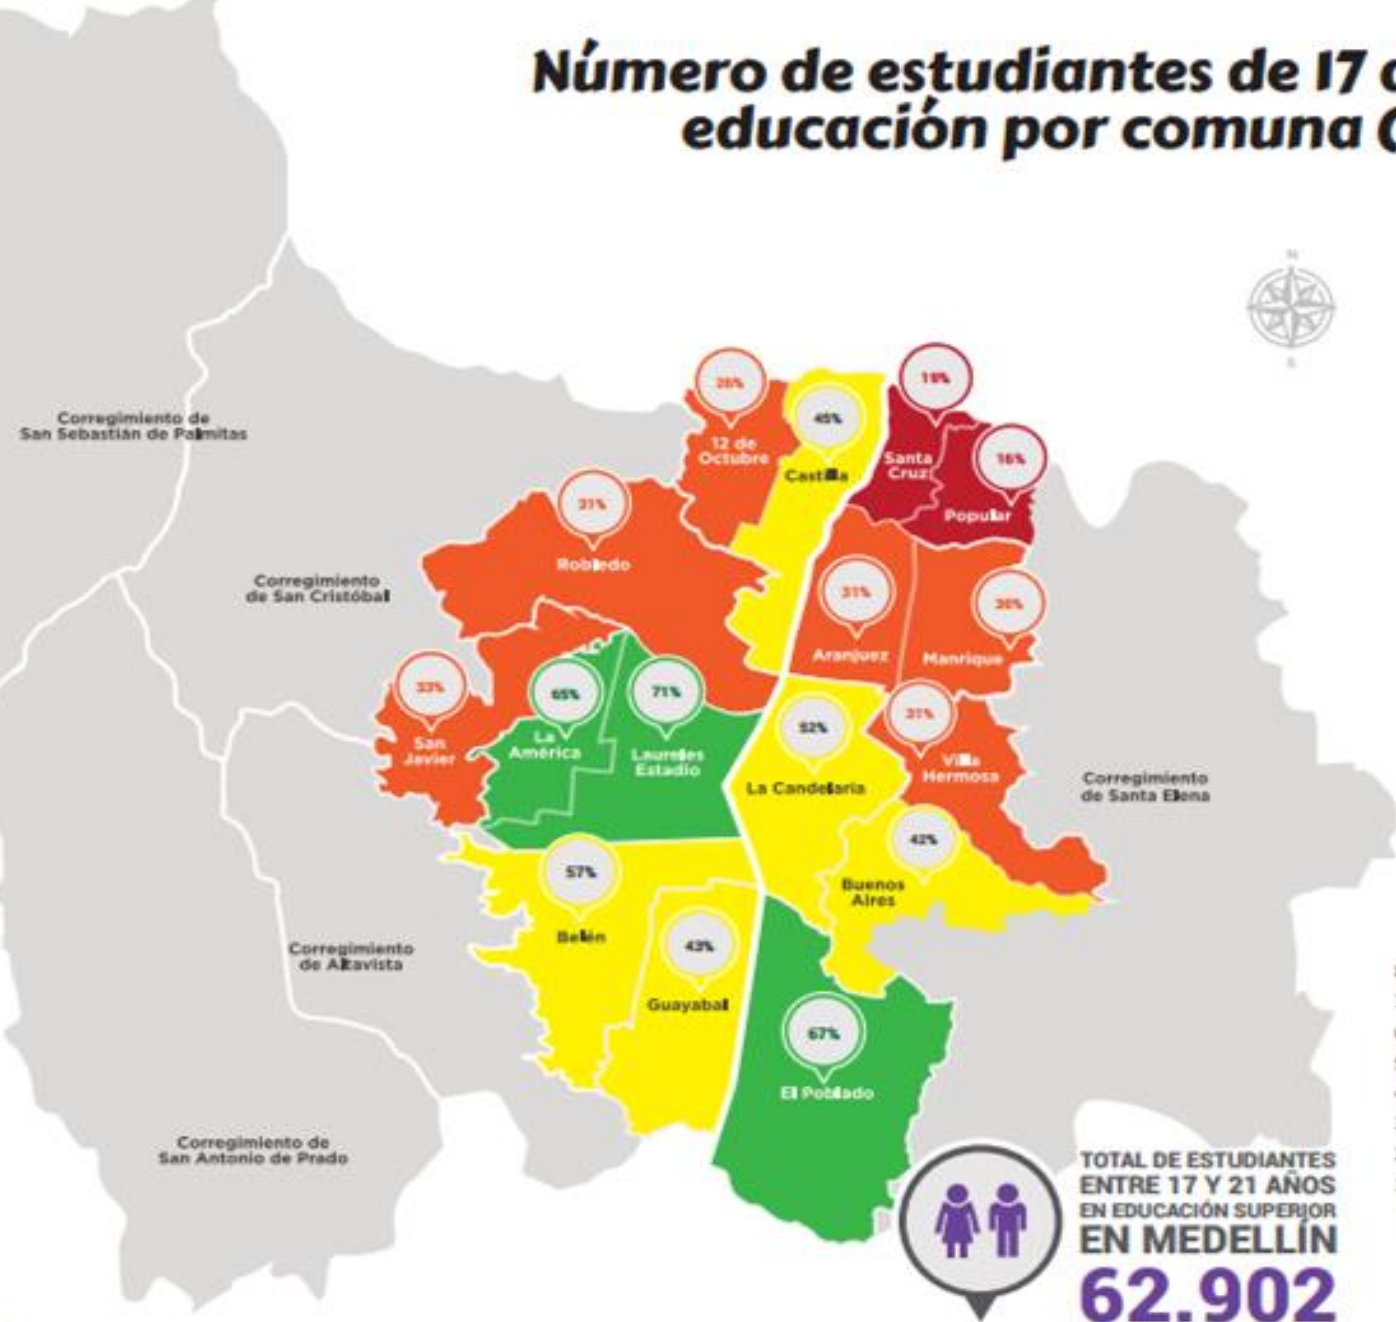 Número de estudiantes de 17
educación por comuna
N
S
28%
12 de
Octubre
45%
Castilla
19%
Santa
Cruz
16%
Popular
Corregimiento de
San Sebastián de Palmitas
31%
Robledo
Corregimiento
de San Cristóbal
31%
Aranjuez
30%
Manrique
33%
San
Javier
65%
La
América
71%
Laureles
Estadio
52%
La Candelaria
31%
Villa
Hermosa
Corregimiento
de Santa Elena
57%
Belén
42%
Buenos
Aires
43%
Guayabal
Corregimiento
de Altavista
67%
El Poblado
Corregimiento de
San Antonio de Prado
TOTAL DE ESTUDIANTES
ENTRE 17 Y 21 AÑOS
EN EDUCACIÓN SUPERIOR
EN MEDELLÍN
62.902